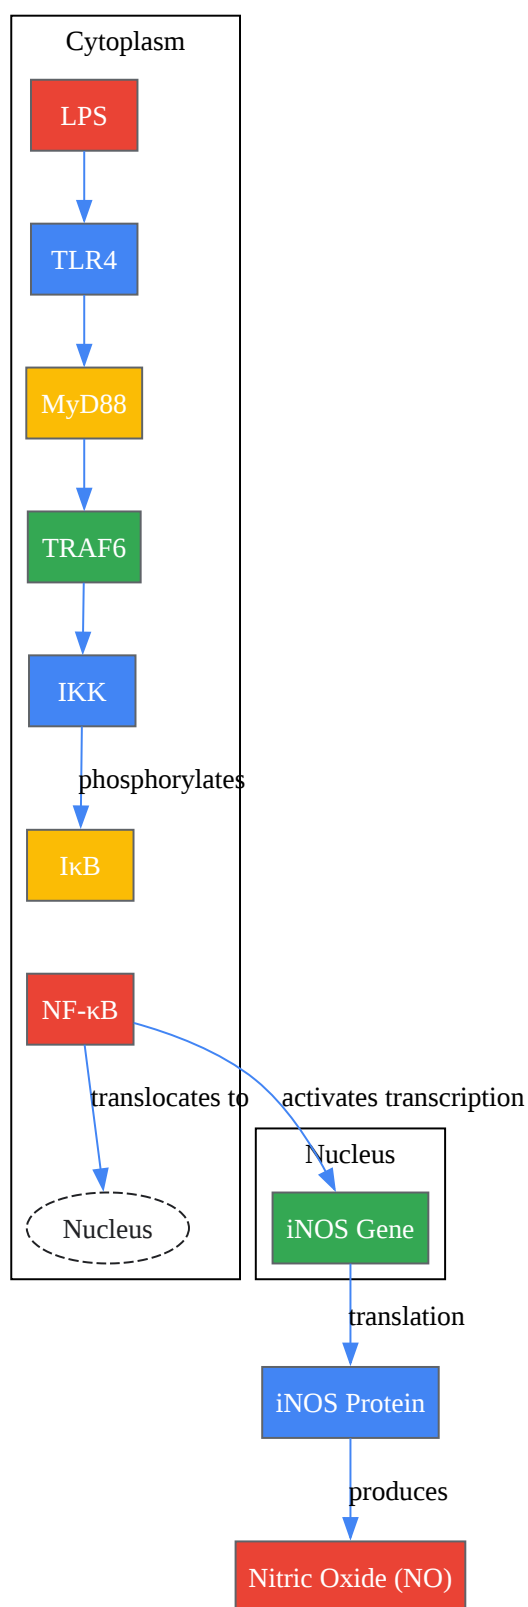 Cytoplasm
LPS
TLR4
MyD88
TRAF6
IKK
phosphorylates
IκB
NF-κB
translocates to
activates transcription
Nucleus
Nucleus
iNOS Gene
translation
iNOS Protein
produces
Nitric Oxide (NO)